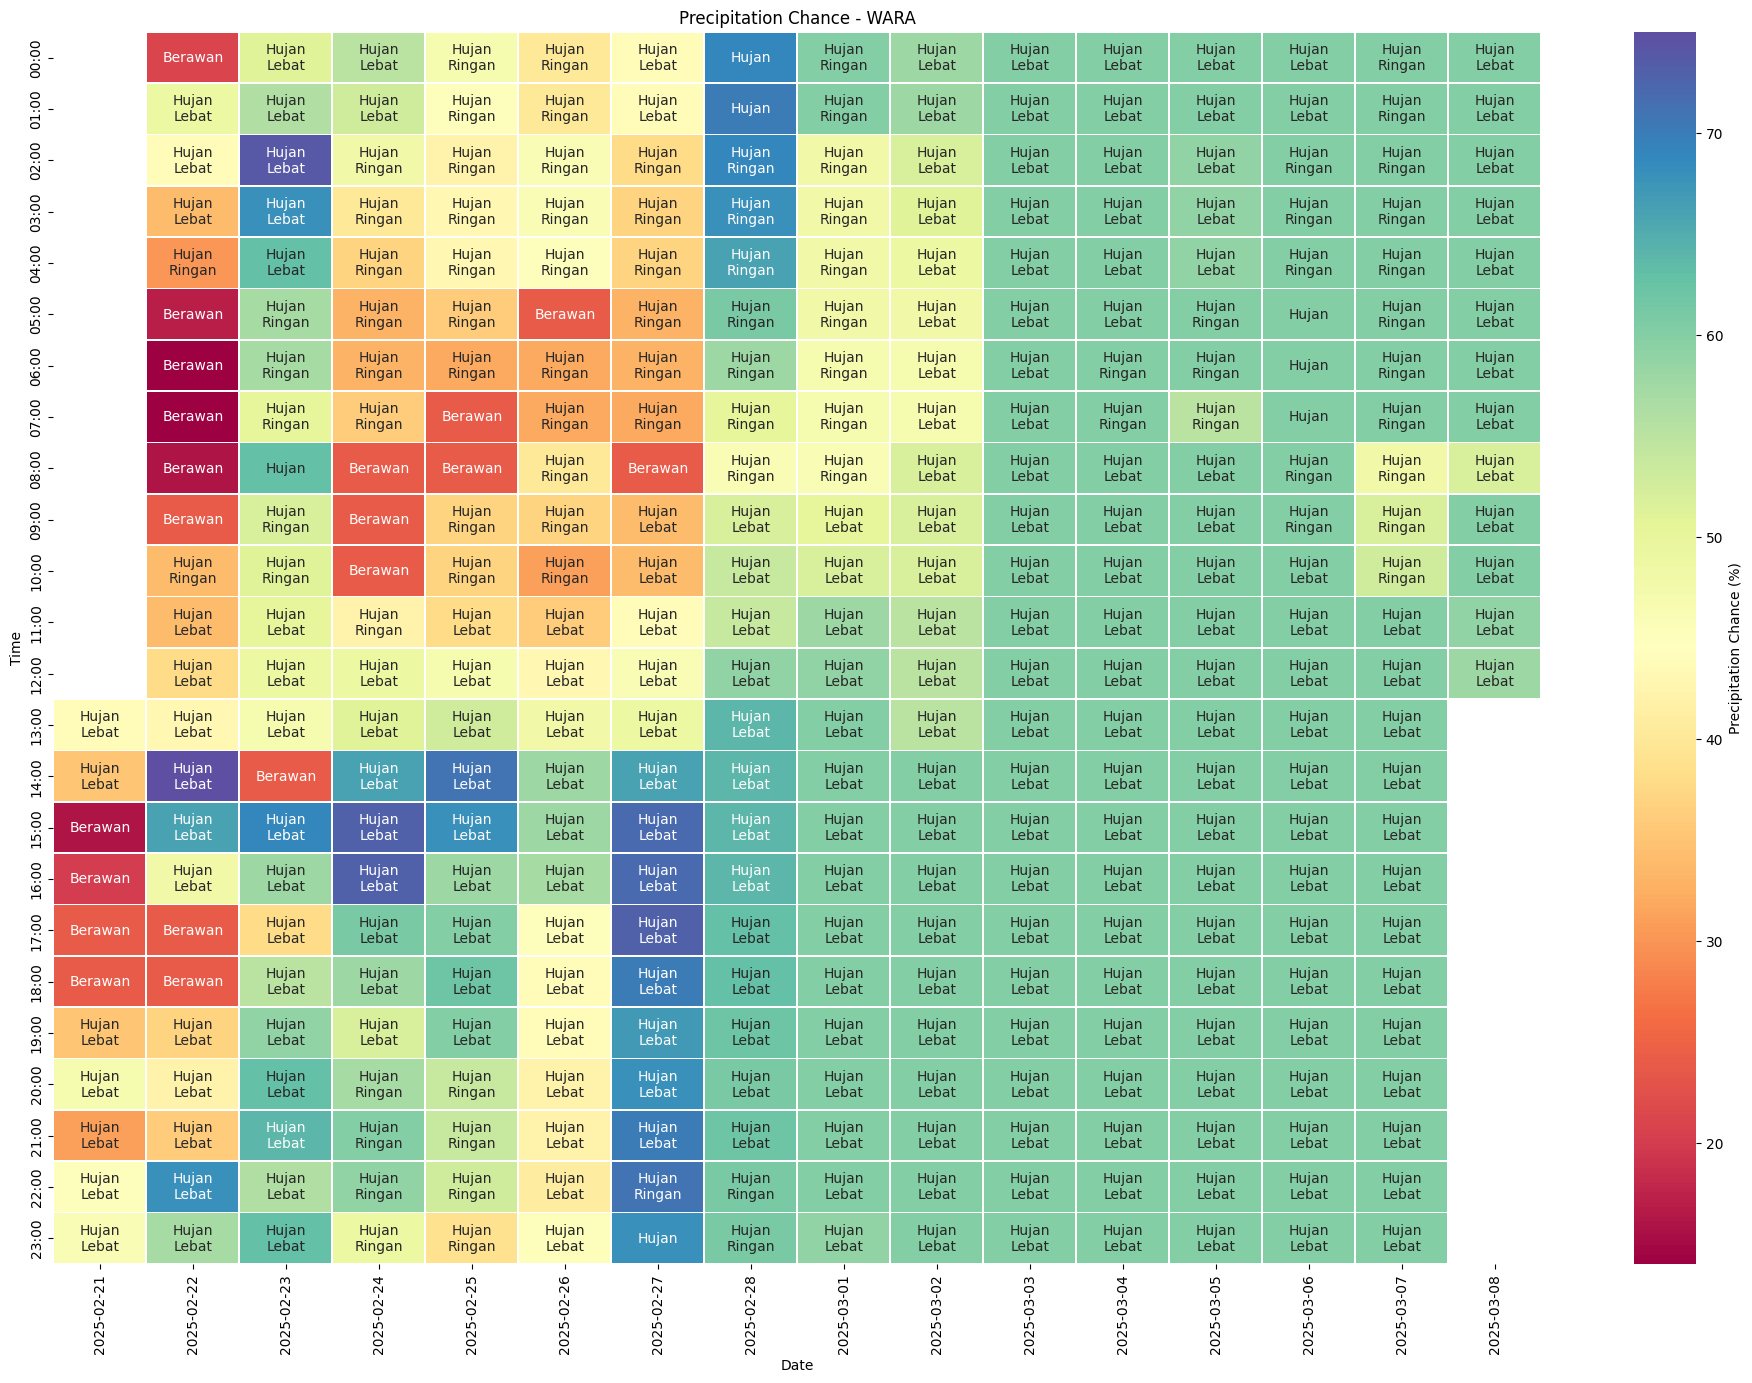 Precipitation Chance - WARA
00:00 Berawan Hujan Lebat Hujan Lebat Hujan Ringan Hujan Ringan Hujan Lebat Hujan Hujan Ringan Hujan Lebat Hujan Lebat Hujan Lebat Hujan Lebat Hujan Lebat Hujan Ringan Hujan Lebat
01:00 Hujan Lebat Hujan Lebat Hujan Lebat Hujan Ringan Hujan Ringan Hujan Lebat Hujan Hujan Ringan Hujan Lebat Hujan Lebat Hujan Lebat Hujan Lebat Hujan Lebat Hujan Ringan Hujan Lebat
02:00 Hujan Lebat Hujan Lebat Hujan Ringan Hujan Ringan Hujan Ringan Hujan Ringan Hujan Ringan Hujan Ringan Hujan Lebat Hujan Lebat Hujan Lebat Hujan Lebat Hujan Ringan Hujan Ringan Hujan Lebat
03:00 Hujan Lebat Hujan Lebat Hujan Ringan Hujan Ringan Hujan Ringan Hujan Ringan Hujan Ringan Hujan Ringan Hujan Lebat Hujan Lebat Hujan Lebat Hujan Lebat Hujan Ringan Hujan Ringan Hujan Lebat
04:00 Hujan Ringan Hujan Lebat Hujan Ringan Hujan Ringan Hujan Ringan Hujan Ringan Hujan Ringan Hujan Ringan Hujan Lebat Hujan Lebat Hujan Lebat Hujan Lebat Hujan Ringan Hujan Ringan Hujan Lebat
05:00 Berawan Hujan Ringan Hujan Ringan Hujan Ringan Berawan Hujan Ringan Hujan Ringan Hujan Ringan Hujan Lebat Hujan Lebat Hujan Lebat Hujan Ringan Hujan Hujan Ringan Hujan Lebat
06:00 Berawan Hujan Ringan Hujan Ringan Hujan Ringan Hujan Ringan Hujan Ringan Hujan Ringan Hujan Ringan Hujan Lebat Hujan Lebat Hujan Ringan Hujan Ringan Hujan Hujan Ringan Hujan Lebat
07:00 Berawan Hujan Ringan Hujan Ringan Berawan Hujan Ringan Hujan Ringan Hujan Ringan Hujan Ringan Hujan Lebat Hujan Lebat Hujan Ringan Hujan Ringan Hujan Hujan Ringan Hujan Lebat
08:00 Berawan Hujan Berawan Berawan Hujan Ringan Berawan Hujan Ringan Hujan Ringan Hujan Lebat Hujan Lebat Hujan Lebat Hujan Lebat Hujan Ringan Hujan Ringan Hujan Lebat
09:00 Berawan Hujan Ringan Berawan Hujan Ringan Hujan Ringan Hujan Lebat Hujan Lebat Hujan Lebat Hujan Lebat Hujan Lebat Hujan Lebat Hujan Lebat Hujan Ringan Hujan Ringan Hujan Lebat
10:00 Hujan Ringan Hujan Ringan Berawan Hujan Ringan Hujan Ringan Hujan Lebat Hujan Lebat Hujan Lebat Hujan Lebat Hujan Lebat Hujan Lebat Hujan Lebat Hujan Lebat Hujan Ringan Hujan Lebat
11:00 Hujan Lebat Hujan Lebat Hujan Ringan Hujan Lebat Hujan Lebat Hujan Lebat Hujan Lebat Hujan Lebat Hujan Lebat Hujan Lebat Hujan Lebat Hujan Lebat Hujan Lebat Hujan Lebat Hujan Lebat
12:00 Hujan Lebat Hujan Lebat Hujan Lebat Hujan Lebat Hujan Lebat Hujan Lebat Hujan Lebat Hujan Lebat Hujan Lebat Hujan Lebat Hujan Lebat Hujan Lebat Hujan Lebat Hujan Lebat Hujan Lebat
13:00 Hujan Lebat Hujan Lebat Hujan Lebat Hujan Lebat Hujan Lebat Hujan Lebat Hujan Lebat Hujan Lebat Hujan Lebat Hujan Lebat Hujan Lebat Hujan Lebat Hujan Lebat Hujan Lebat Hujan Lebat
14:00 Hujan Lebat Hujan Lebat Berawan Hujan Lebat Hujan Lebat Hujan Lebat Hujan Lebat Hujan Lebat Hujan Lebat Hujan Lebat Hujan Lebat Hujan Lebat Hujan Lebat Hujan Lebat Hujan Lebat
15:00 Berawan Hujan Lebat Hujan Lebat Hujan Lebat Hujan Lebat Hujan Lebat Hujan Lebat Hujan Lebat Hujan Lebat Hujan Lebat Hujan Lebat Hujan Lebat Hujan Lebat Hujan Lebat Hujan Lebat
16:00 Berawan Hujan Lebat Hujan Lebat Hujan Lebat Hujan Lebat Hujan Lebat Hujan Lebat Hujan Lebat Hujan Lebat Hujan Lebat Hujan Lebat Hujan Lebat Hujan Lebat Hujan Lebat Hujan Lebat
17:00 Berawan Berawan Hujan Lebat Hujan Lebat Hujan Lebat Hujan Lebat Hujan Lebat Hujan Lebat Hujan Lebat Hujan Lebat Hujan Lebat Hujan Lebat Hujan Lebat Hujan Lebat Hujan Lebat
18:00 Berawan Berawan Hujan Lebat Hujan Lebat Hujan Lebat Hujan Lebat Hujan Lebat Hujan Lebat Hujan Lebat Hujan Lebat Hujan Lebat Hujan Lebat Hujan Lebat Hujan Lebat Hujan Lebat
19:00 Hujan Lebat Hujan Lebat Hujan Lebat Hujan Lebat Hujan Lebat Hujan Lebat Hujan Lebat Hujan Lebat Hujan Lebat Hujan Lebat Hujan Lebat Hujan Lebat Hujan Lebat Hujan Lebat Hujan Lebat
20:00 Hujan Lebat Hujan Lebat Hujan Lebat Hujan Ringan Hujan Ringan Hujan Lebat Hujan Lebat Hujan Lebat Hujan Lebat Hujan Lebat Hujan Lebat Hujan Lebat Hujan Lebat Hujan Lebat Hujan Lebat
21:00 Hujan Lebat Hujan Lebat Hujan Lebat Hujan Ringan Hujan Ringan Hujan Lebat Hujan Lebat Hujan Lebat Hujan Lebat Hujan Lebat Hujan Lebat Hujan Lebat Hujan Lebat Hujan Lebat Hujan Lebat
22:00 Hujan Lebat Hujan Lebat Hujan Lebat Hujan Ringan Hujan Ringan Hujan Lebat Hujan Ringan Hujan Ringan Hujan Lebat Hujan Lebat Hujan Lebat Hujan Lebat Hujan Lebat Hujan Lebat Hujan Lebat
23:00 Hujan Lebat Hujan Lebat Hujan Lebat Hujan Ringan Hujan Ringan Hujan Lebat Hujan Hujan Ringan Hujan Lebat Hujan Lebat Hujan Lebat Hujan Lebat Hujan Lebat Hujan Lebat Hujan Lebat
Time
2025-02-21 2025-02-22 2025-02-23 2025-02-24 2025-02-25 2025-02-26 2025-02-27 2025-02-28 2025-03-01 2025-03-02 2025-03-03 2025-03-04 2025-03-05 2025-03-06 2025-03-07 2025-03-08
Date
70
60
50
40
30
20
Precipitation Chance (%)